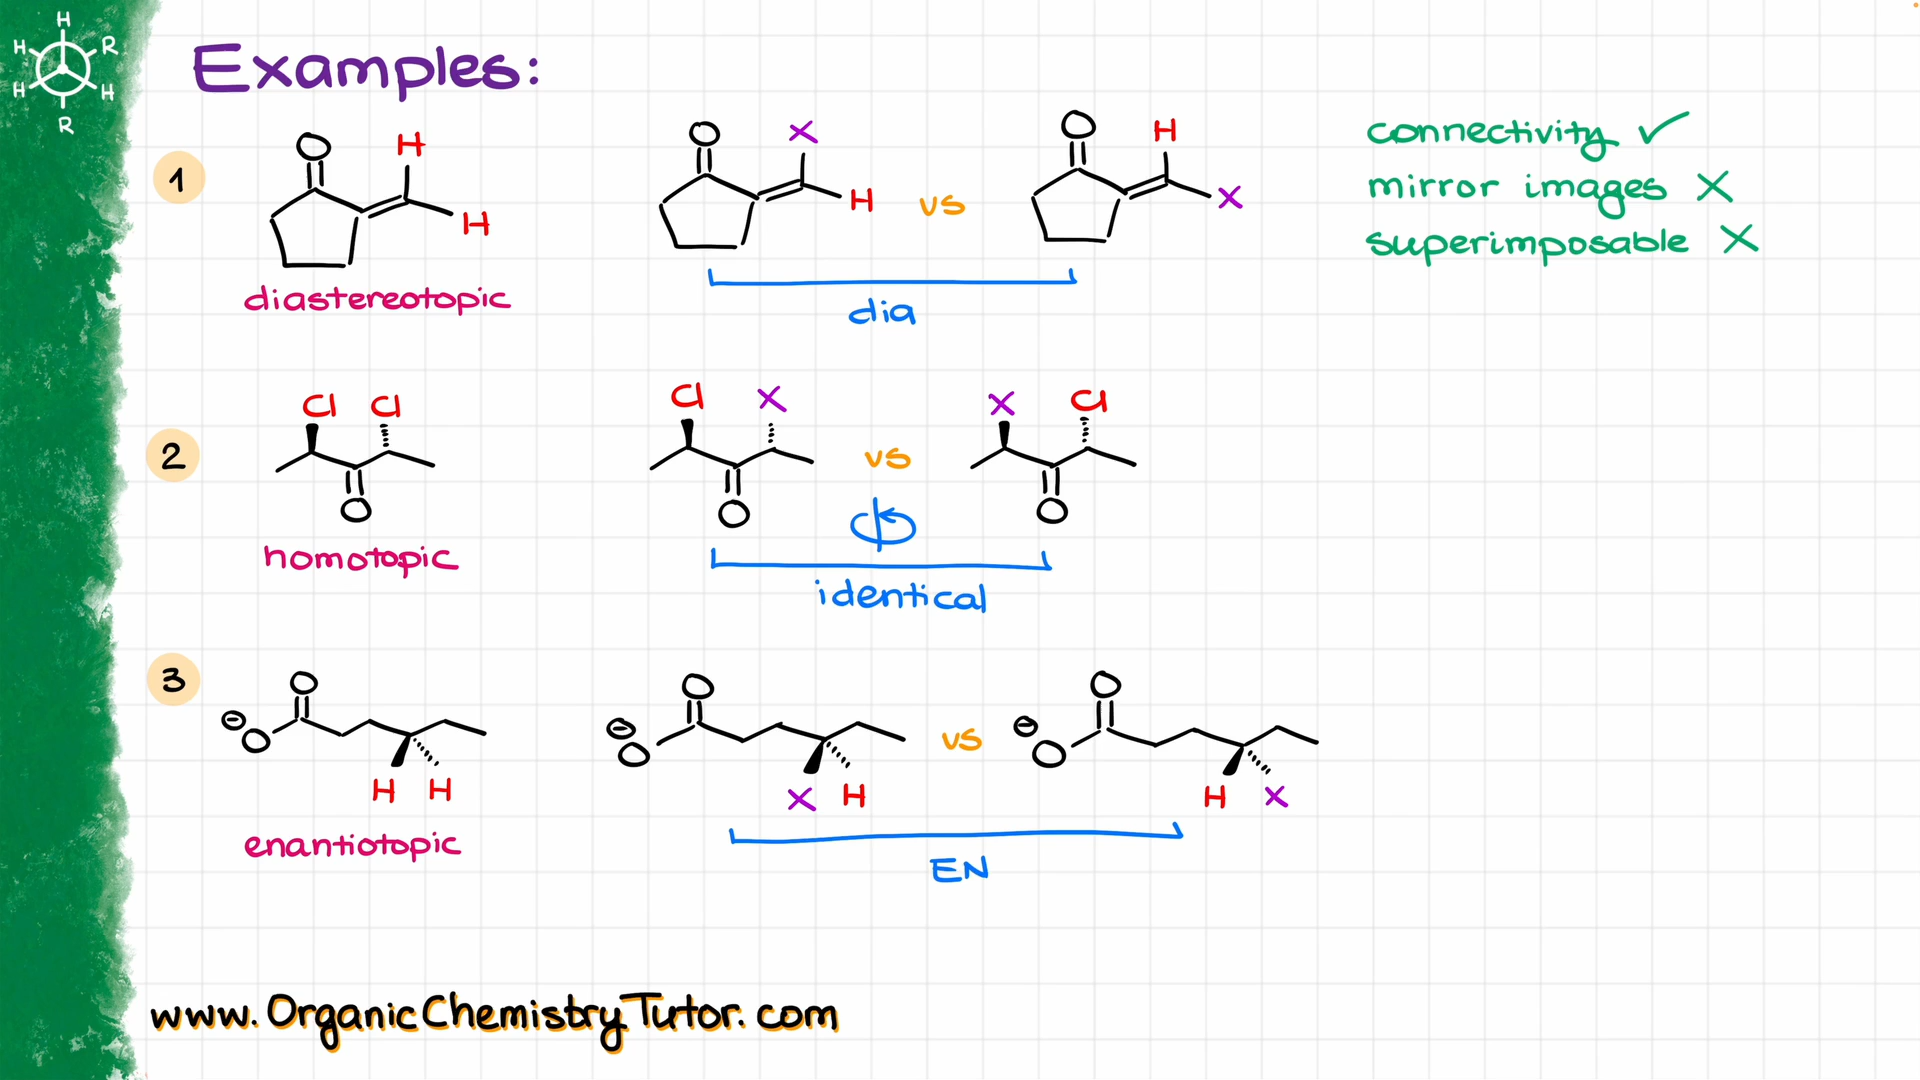 H
H R
H H
R
Examples:
1
O H
H
diastereotopic
O X
H
vs
O H
X
dia
connectivity ✓
mirror images X
superimposable X
2
Cl Cl
O
homotopic
Cl X
O
vs
X Cl
O
identical
3
O
⊖
O
H H
enantiotopic
O
⊖
O
X H
vs
O
⊖
O
H X
EN
www.OrganicChemistryTutor.com